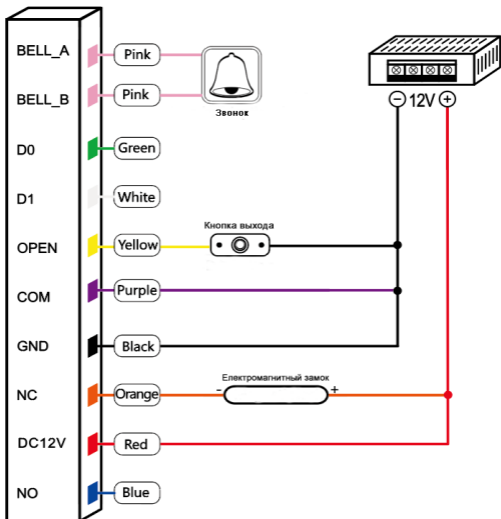 BELL_A Pink
Звонок
BELL_B Pink
− 12V +
D0 Green
D1 White
Кнопка выхода
OPEN Yellow
COM Purple
GND Black
Електромагнитный замок
NC Orange - +
DC12V Red
NO Blue